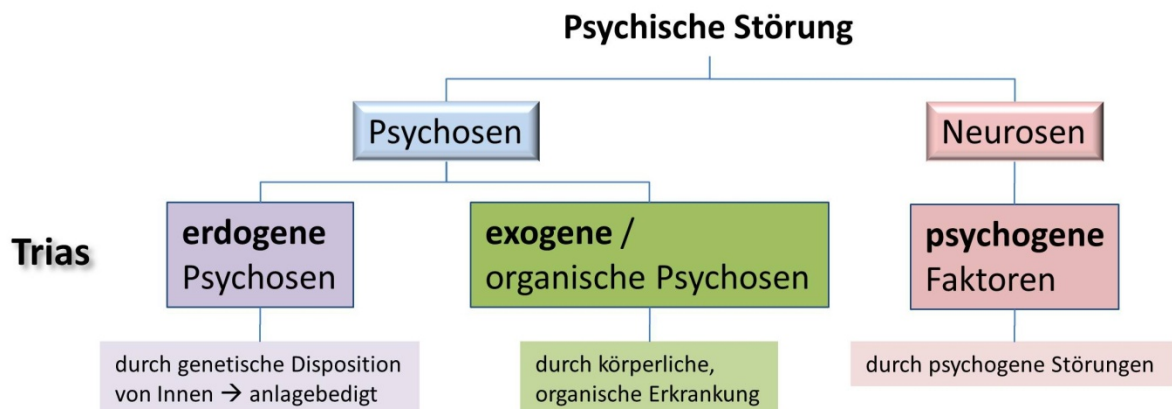 Psychische Störung
Psychosen
Neurosen
Trias
erdogene
Psychosen
exogene /
organische Psychosen
psychogene
Faktoren
durch genetische Disposition
von Innen → anlagebedigt
durch körperliche,
organische Erkrankung
durch psychogene Störungen